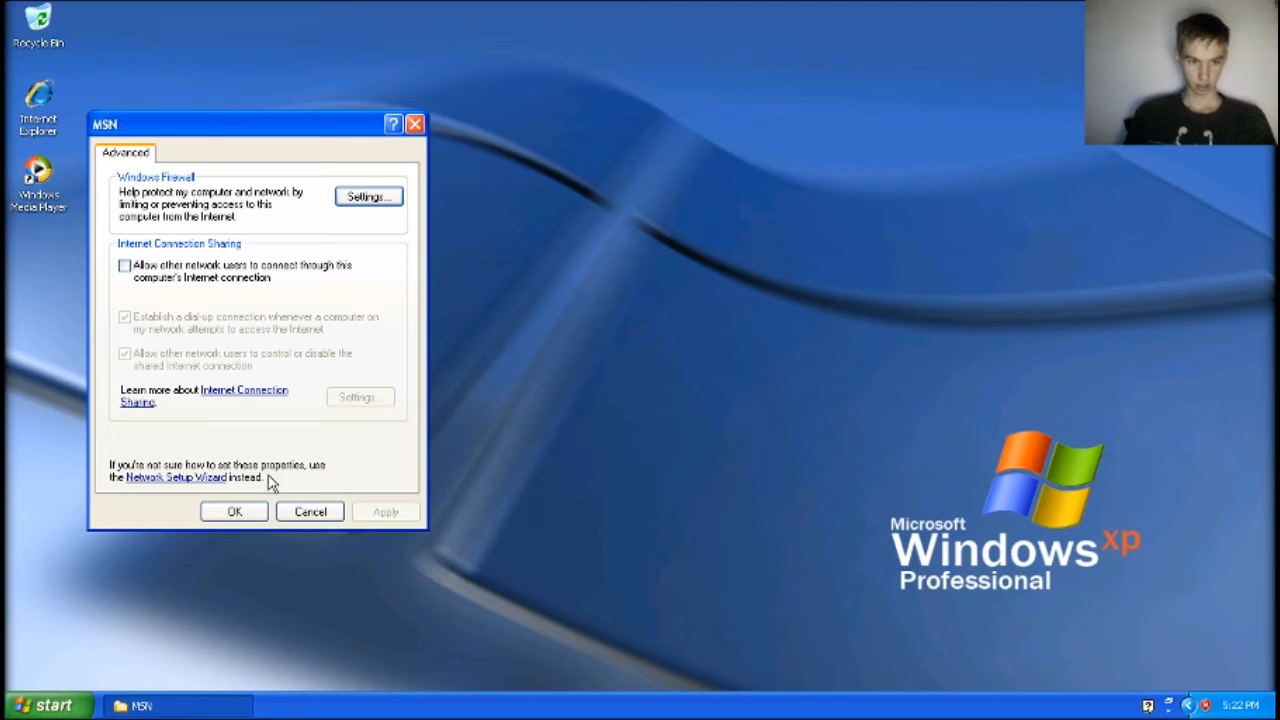 Recycle Bin
Internet
Explorer
Windows
Media Player
MSN
?
Advanced
Windows Firewall
Help protect my computer and network by
limiting or preventing access to this
computer from the Internet
Settings...
Internet Connection Sharing
Allow other network users to connect through this
computer's Internet connection
Establish a dial-up connection whenever a computer on
my network attempts to access the Internet
Allow other network users to control or disable the
shared Internet connection
Learn more about Internet Connection
Sharing.
Settings...
If you're not sure how to set these properties, use
the Network Setup Wizard instead.
OK
Cancel
Apply
Microsoft
Windows xp
Professional
start
MSN
?
5:22 PM